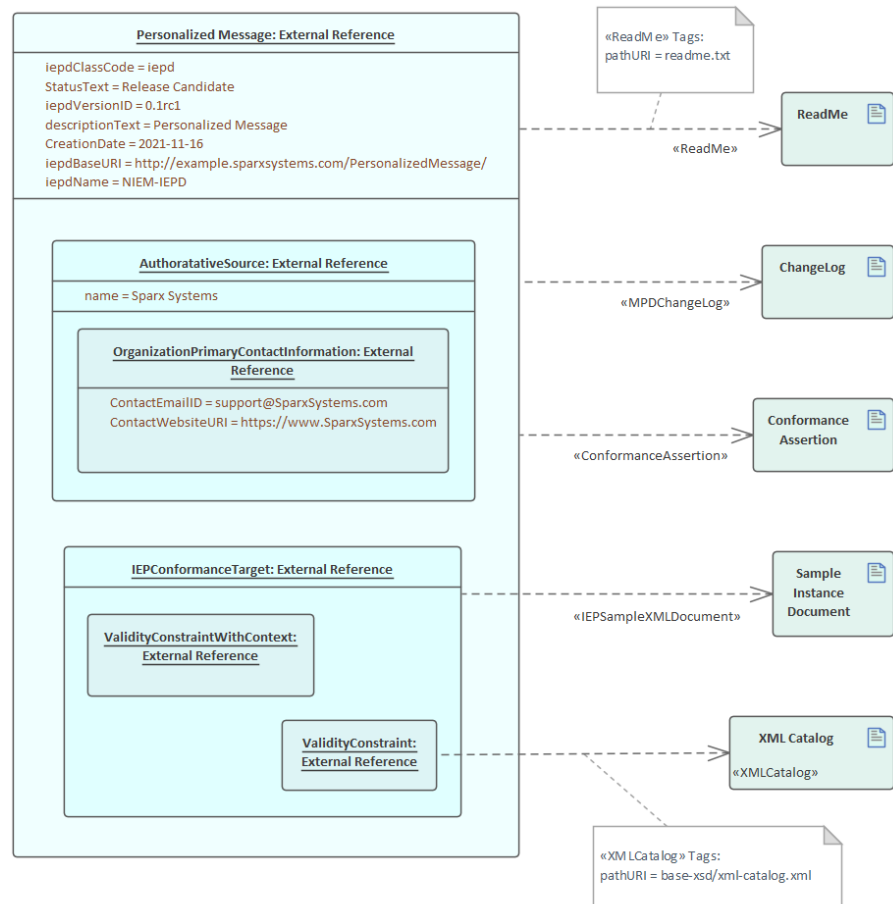 Personalized Message: External Reference
iepdClassCode = iepd
StatusText = Release Candidate
iepdVersionID = 0.1rc1
descriptionText = Personalized Message
CreationDate = 2021-11-16
iepdBaseURI = http://example.sparxsystems.com/PersonalizedMessage/
iepdName = NIEM-IEPD
«ReadMe» Tags:
pathURI = readme.txt
ReadMe
«ReadMe»
AuthoratativeSource: External Reference
name = Sparx Systems
OrganizationPrimaryContactInformation: External
Reference
ContactEmailID = support@SparxSystems.com
ContactWebsiteURI = https://www.SparxSystems.com
ChangeLog
«MPDChangeLog»
Conformance
Assertion
«ConformanceAssertion»
IEPConformanceTarget: External Reference
ValidityConstraintWithContext:
External Reference
ValidityConstraint:
External Reference
Sample
Instance
Document
«IEPSampleXMLDocument»
XML Catalog
«XMLCatalog»
«XMLCatalog» Tags:
pathURI = base-xsd/xml-catalog.xml